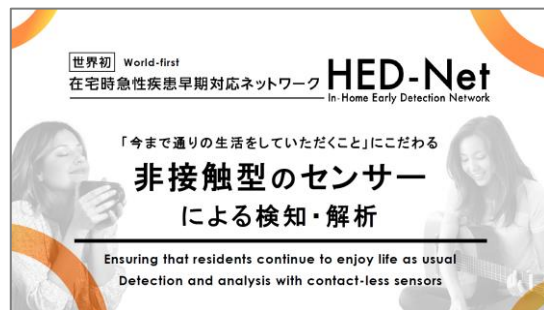 世界初 World-first
在宅時急性疾患早期対応ネットワーク HED-Net
In-Home Early Detection Network
「今まで通りの生活をしていただくこと」にこだわる
非接触型のセンサー
による検知・解析
Ensuring that residents continue to enjoy life as usual
Detection and analysis with contact-less sensors